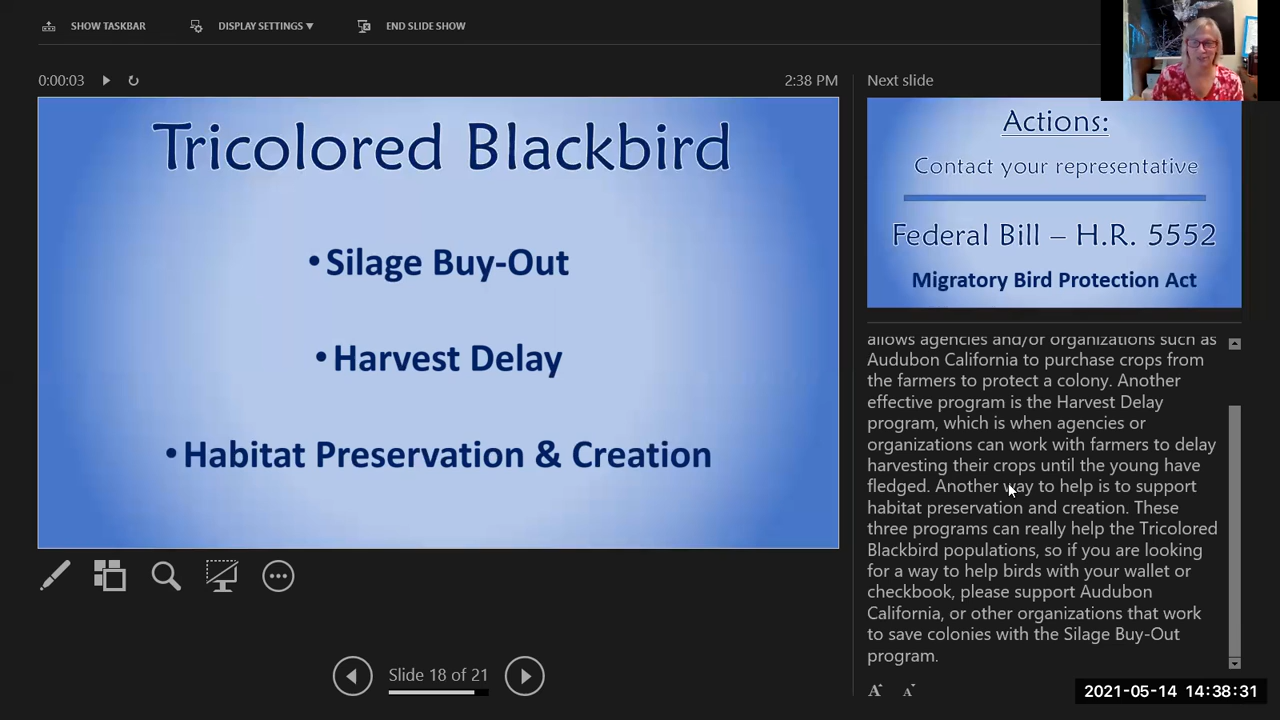 SHOW TASKBAR
DISPLAY SETTINGS ▼
END SLIDE SHOW
0:00:03
2:38 PM
Tricolored Blackbird
• Silage Buy-Out
• Harvest Delay
• Habitat Preservation & Creation
Slide 18 of 21
Next slide
Actions:
Contact your representative
Federal Bill – H.R. 5552
Migratory Bird Protection Act
allows agencies and/or organizations such as
Audubon California to purchase crops from
the farmers to protect a colony. Another
effective program is the Harvest Delay
program, which is when agencies or
organizations can work with farmers to delay
harvesting their crops until the young have
fledged. Another way to help is to support
habitat preservation and creation. These
three programs can really help the Tricolored
Blackbird populations, so if you are looking
for a way to help birds with your wallet or
checkbook, please support Audubon
California, or other organizations that work
to save colonies with the Silage Buy-Out
program.
A A
2021-05-14 14:38:31